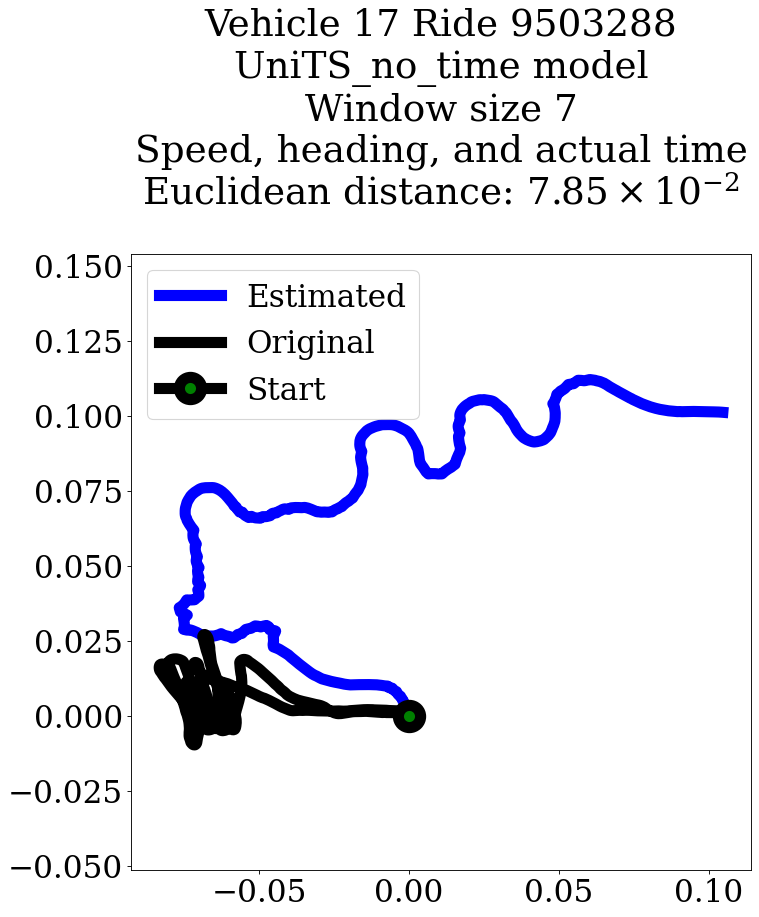 Vehicle 17 Ride 9503288
UniTS_no_time model
Window size 7
Speed, heading, and actual time
Euclidean distance: 7.85 × 10⁻²
0.150
Estimated
0.125
Original
Start
0.100
0.075
0.050
0.025
0.000
−0.025
−0.050
−0.05 0.00 0.05 0.10